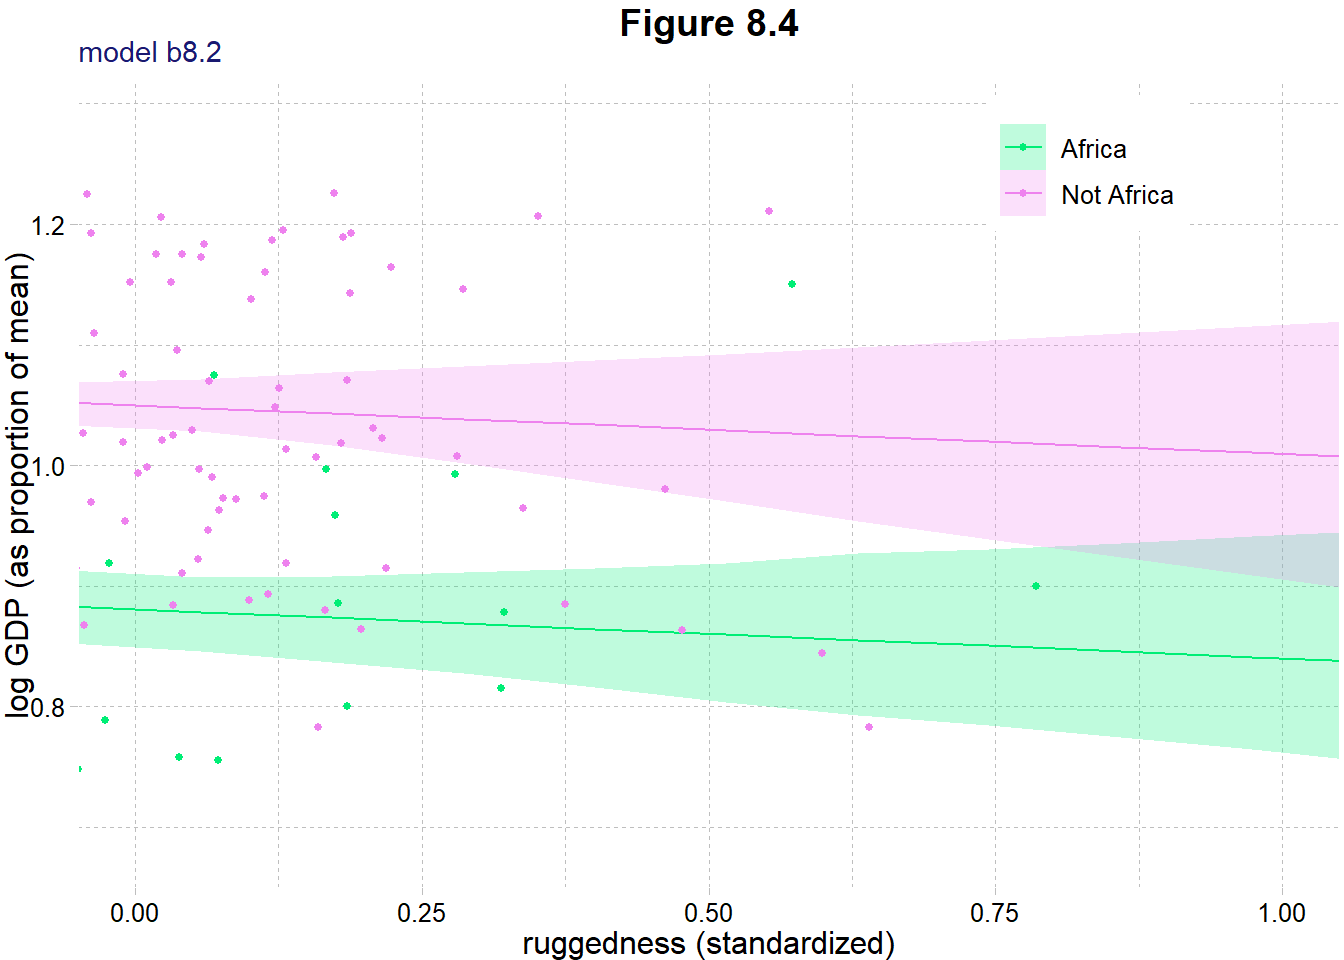 Figure 8.4
model b8.2
Africa
Not Africa
log GDP (as proportion of mean)
1.2
1.0
0.8
0.00 0.25 0.50 0.75 1.00
ruggedness (standardized)